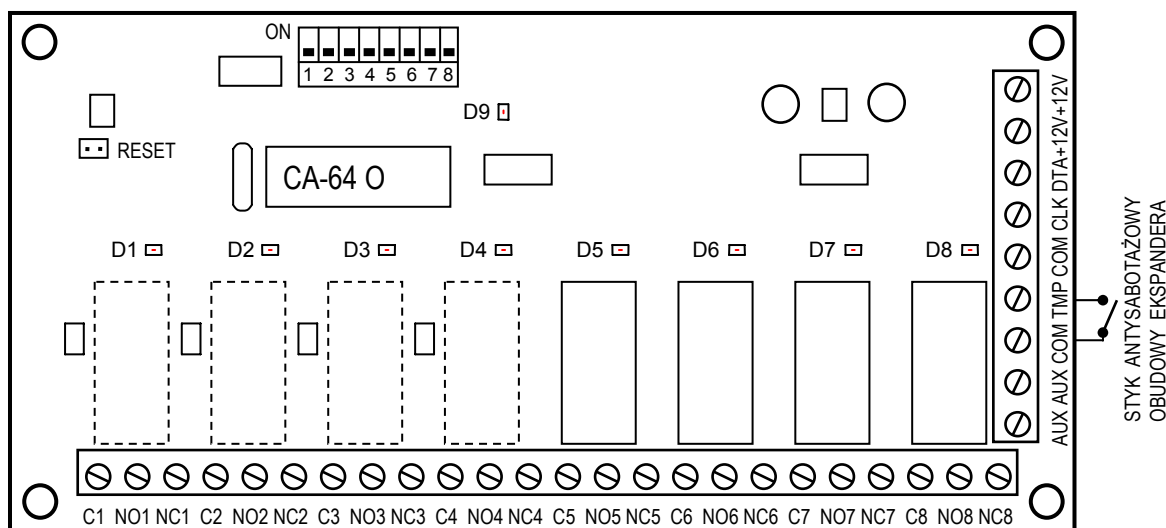 ON
1 2 3 4 5 6 7 8
D9
RESET
CA-64 O
D1 D2 D3 D4 D5 D6 D7 D8
AUX AUX COM TMP COM CLK DTA +12V +12V
STYK ANTYSABOTAŻOWY
OBUDOWY EKSPANDERA
C1 NO1 NC1 C2 NO2 NC2 C3 NO3 NC3 C4 NO4 NC4 C5 NO5 NC5 C6 NO6 NC6 C7 NO7 NC7 C8 NO8 NC8